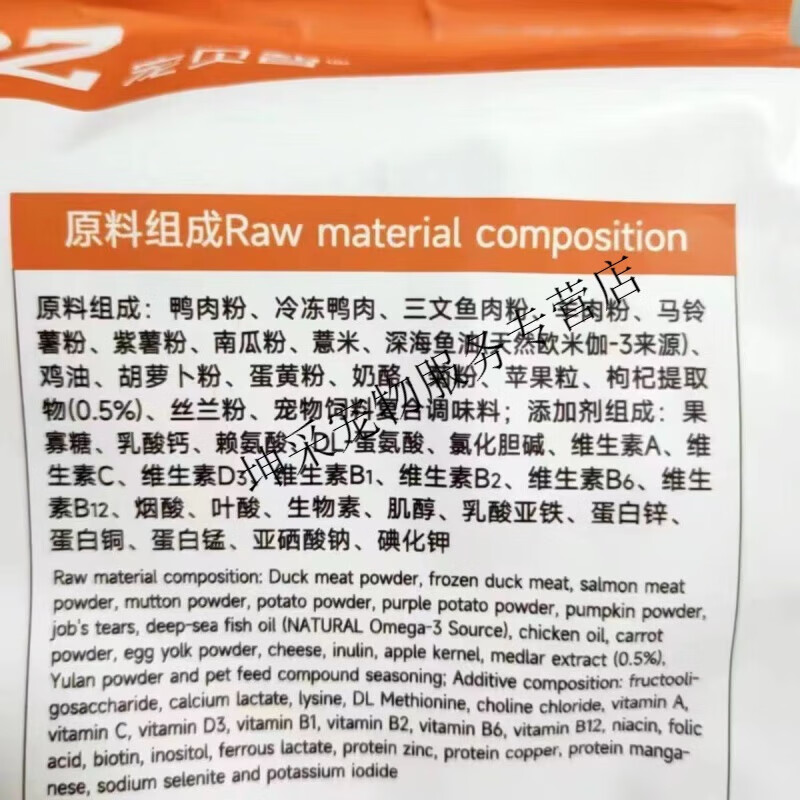 宠贝智
原料组成Raw material composition
原料组成：鸭肉粉、冷冻鸭肉、三文鱼肉粉、羊肉粉、马铃
薯粉、紫薯粉、南瓜粉、薏米、深海鱼油(天然欧米伽-3来源)、
鸡油、胡萝卜粉、蛋黄粉、奶酪、菊粉、苹果粒、枸杞提取
物(0.5%)、丝兰粉、宠物饲料复合调味料；添加剂组成：果
寡糖、乳酸钙、赖氨酸、DL-蛋氨酸、氯化胆碱、维生素A、维
生素C、维生素D3、维生素B1、维生素B2、维生素B6、维生
素B12、烟酸、叶酸、生物素、肌醇、乳酸亚铁、蛋白锌、
蛋白铜、蛋白锰、亚硒酸钠、碘化钾
Raw material composition: Duck meat powder, frozen duck meat, salmon meat
powder, mutton powder, potato powder, purple potato powder, pumpkin powder,
job's tears, deep-sea fish oil (NATURAL Omega-3 Source), chicken oil, carrot
powder, egg yolk powder, cheese, inulin, apple kernel, medlar extract (0.5%),
Yulan powder and pet feed compound seasoning; Additive composition: fructooli-
gosaccharide, calcium lactate, lysine, DL Methionine, choline chloride, vitamin A,
vitamin C, vitamin D3, vitamin B1, vitamin B2, vitamin B6, vitamin B12, niacin, folic
acid, biotin, inositol, ferrous lactate, protein zinc, protein copper, protein manga-
nese, sodium selenite and potassium iodide
坤采宠物服务专营店